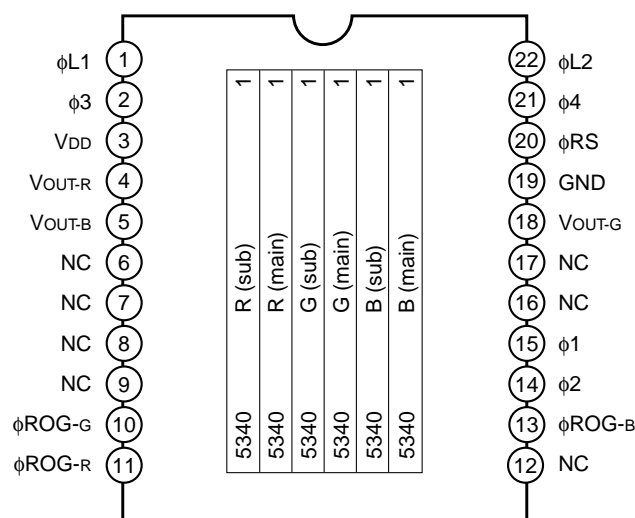 φL1 1 22 φL2
φ3 2 21 φ4
VDD 3 20 φRS
VOUT-R 4 19 GND
VOUT-B 5 18 VOUT-G
NC 6 17 NC
NC 7 16 NC
NC 8 15 φ1
NC 9 14 φ2
φROG-G 10 13 φROG-B
φROG-R 11 12 NC
5340 R (sub) 1
5340 R (main) 1
5340 G (sub) 1
5340 G (main) 1
5340 B (sub) 1
5340 B (main) 1